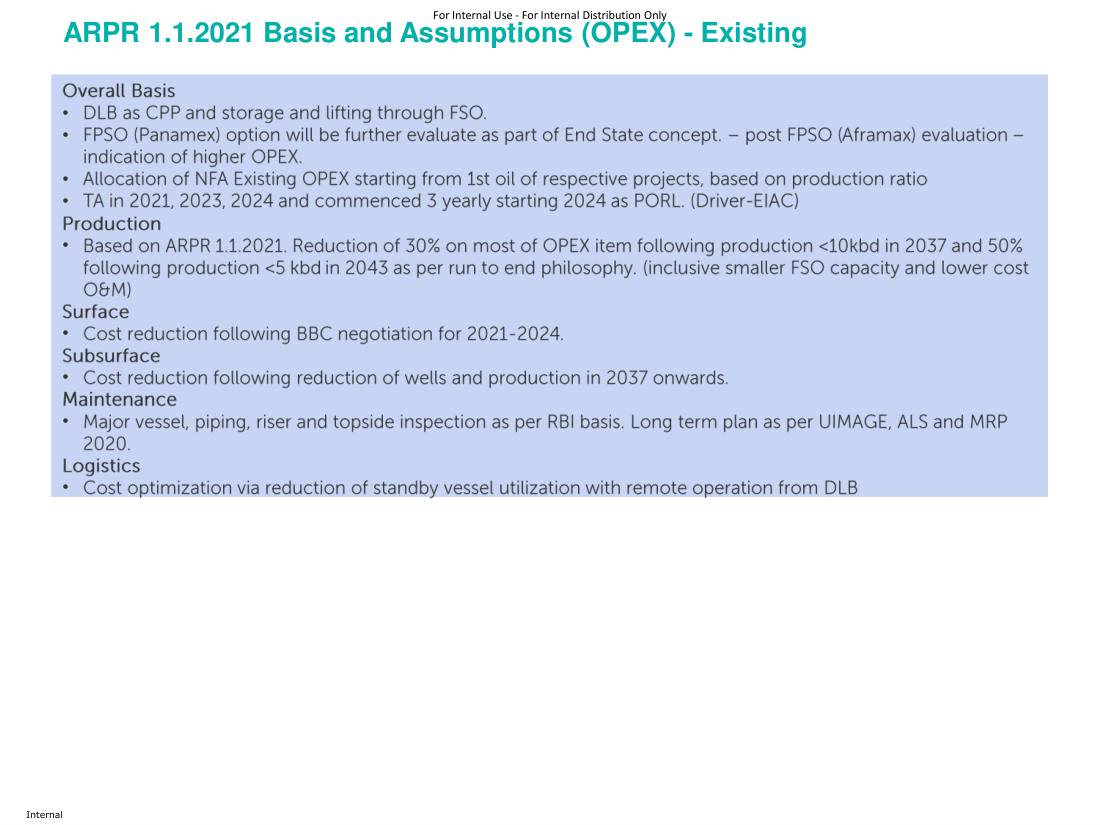 For Internal Use - For Internal Distribution Only
ARPR 1.1.2021 Basis and Assumptions (OPEX) - Existing
Overall Basis
• DLB as CPP and storage and lifting through FSO.
• FPSO (Panamex) option will be further evaluate as part of End State concept. – post FPSO (Aframax) evaluation –
indication of higher OPEX.
• Allocation of NFA Existing OPEX starting from 1st oil of respective projects, based on production ratio
• TA in 2021, 2023, 2024 and commenced 3 yearly starting 2024 as PORL. (Driver-EIAC)
Production
• Based on ARPR 1.1.2021. Reduction of 30% on most of OPEX item following production <10kbd in 2037 and 50%
following production <5 kbd in 2043 as per run to end philosophy. (inclusive smaller FSO capacity and lower cost
O&M)
Surface
• Cost reduction following BBC negotiation for 2021-2024.
Subsurface
• Cost reduction following reduction of wells and production in 2037 onwards.
Maintenance
• Major vessel, piping, riser and topside inspection as per RBI basis. Long term plan as per UIMAGE, ALS and MRP
2020.
Logistics
• Cost optimization via reduction of standby vessel utilization with remote operation from DLB
Internal